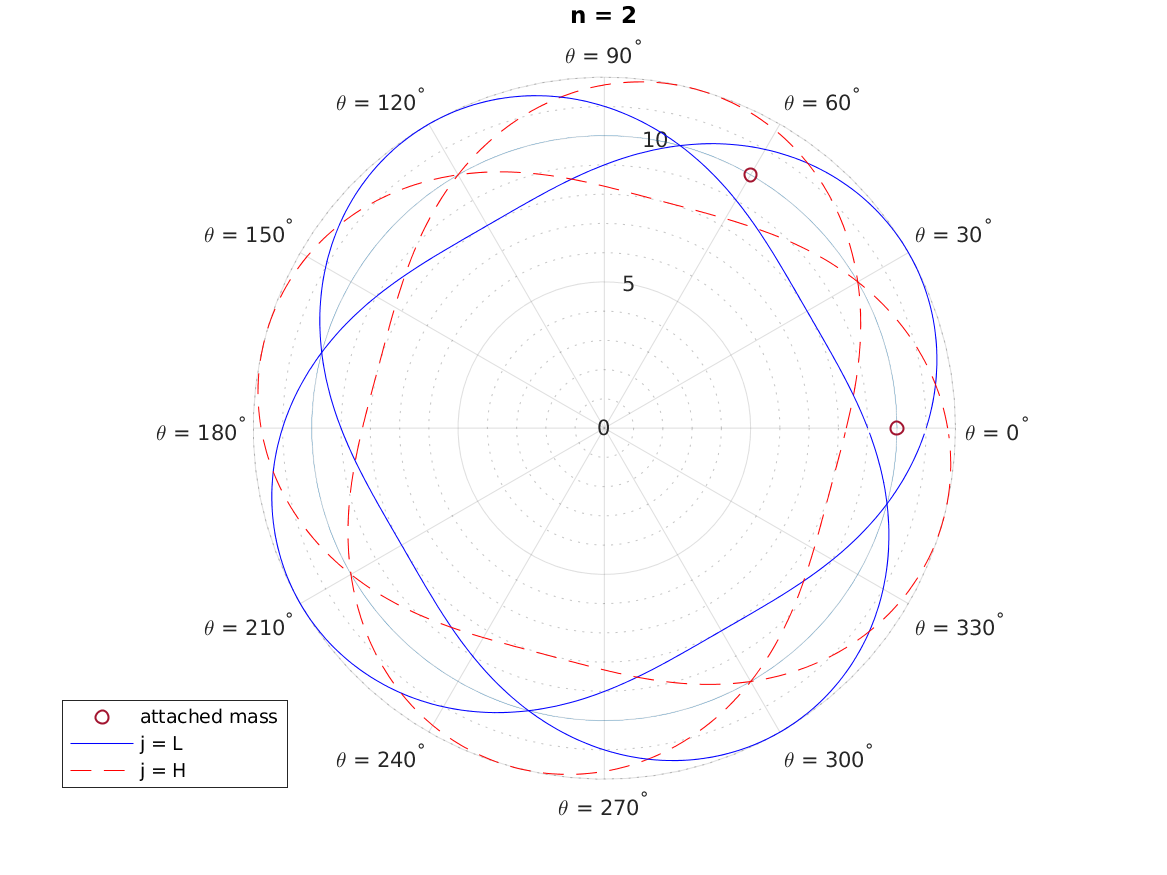 n = 2
θ = 90°
θ = 120°
θ = 60°
10
θ = 150°
θ = 30°
5
θ = 180°
0
θ = 0°
θ = 210°
θ = 330°
attached mass
j = L
j = H
θ = 240°
θ = 300°
θ = 270°